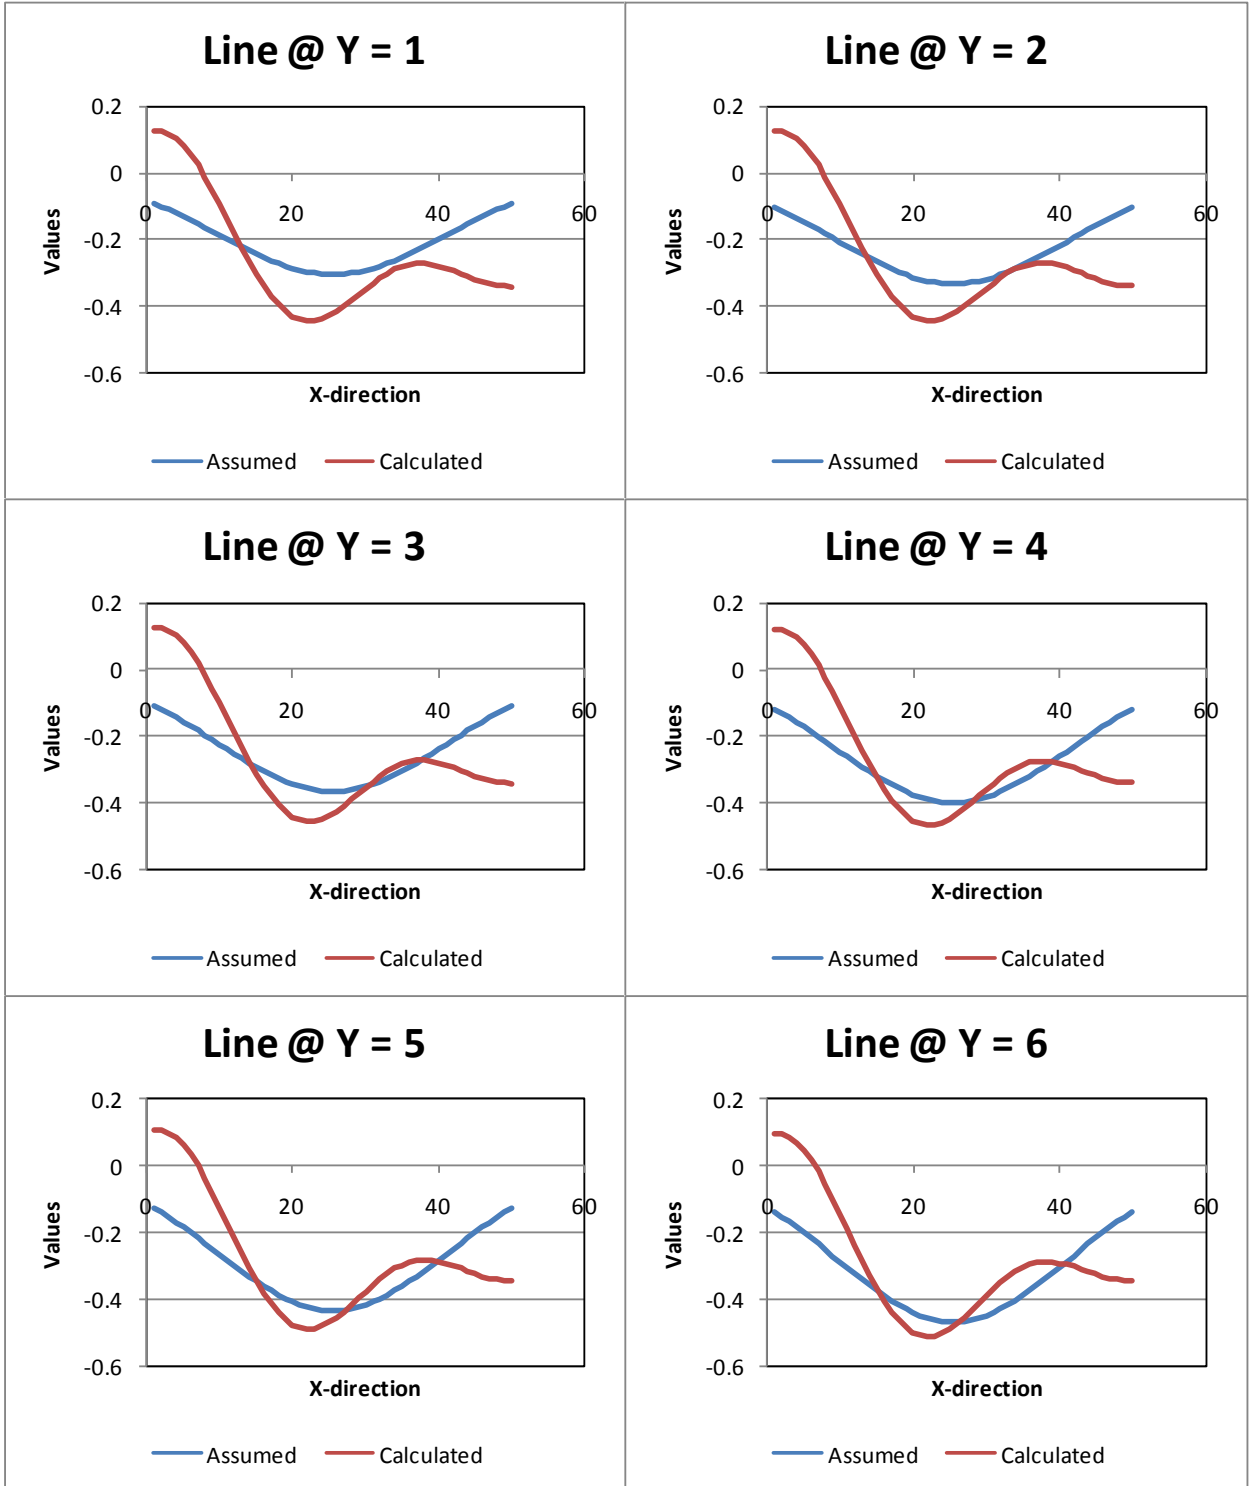 Line @ Y = 1
0.2
0
-0.2
-0.4
-0.6
0 20 40 60
Values
X-direction
Assumed Calculated
Line @ Y = 2
0.2
0
-0.2
-0.4
-0.6
0 20 40 60
Values
X-direction
Assumed Calculated
Line @ Y = 3
0.2
0
-0.2
-0.4
-0.6
0 20 40 60
Values
X-direction
Assumed Calculated
Line @ Y = 4
0.2
0
-0.2
-0.4
-0.6
0 20 40 60
Values
X-direction
Assumed Calculated
Line @ Y = 5
0.2
0
-0.2
-0.4
-0.6
0 20 40 60
Values
X-direction
Assumed Calculated
Line @ Y = 6
0.2
0
-0.2
-0.4
-0.6
0 20 40 60
Values
X-direction
Assumed Calculated